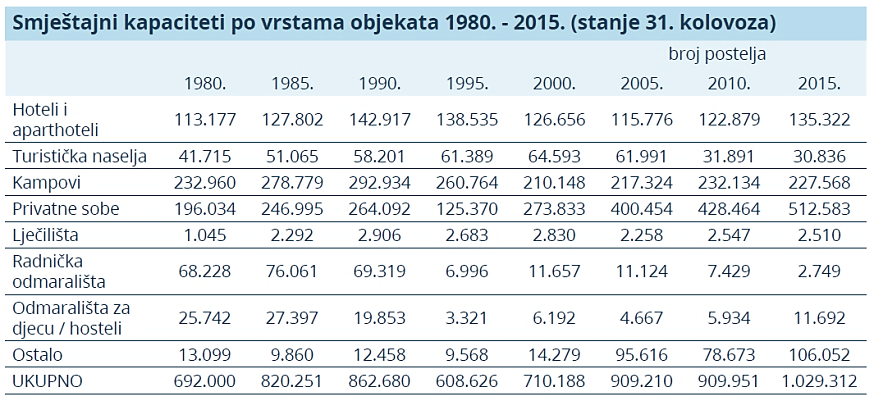 Smještajni kapaciteti po vrstama objekata 1980. - 2015. (stanje 31. kolovoza)
broj postelja
1980. 1985. 1990. 1995. 2000. 2005. 2010. 2015.
Hoteli i
aparthoteli 113.177 127.802 142.917 138.535 126.656 115.776 122.879 135.322
Turistička naselja 41.715 51.065 58.201 61.389 64.593 61.991 31.891 30.836
Kampovi 232.960 278.779 292.934 260.764 210.148 217.324 232.134 227.568
Privatne sobe 196.034 246.995 264.092 125.370 273.833 400.454 428.464 512.583
Lječilišta 1.045 2.292 2.906 2.683 2.830 2.258 2.547 2.510
Radnička
odmarališta 68.228 76.061 69.319 6.996 11.657 11.124 7.429 2.749
Odmarališta za
djecu / hosteli 25.742 27.397 19.853 3.321 6.192 4.667 5.934 11.692
Ostalo 13.099 9.860 12.458 9.568 14.279 95.616 78.673 106.052
UKUPNO 692.000 820.251 862.680 608.626 710.188 909.210 909.951 1.029.312